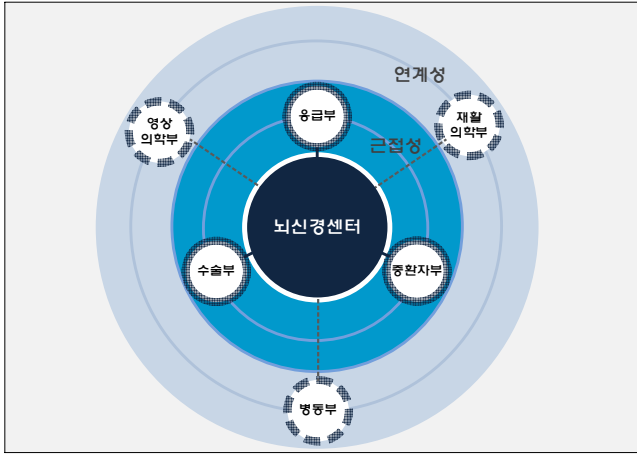 연계성
영상
의학부
응급부
재활
의학부
근접성
뇌신경센터
수술부
중환자부
병동부